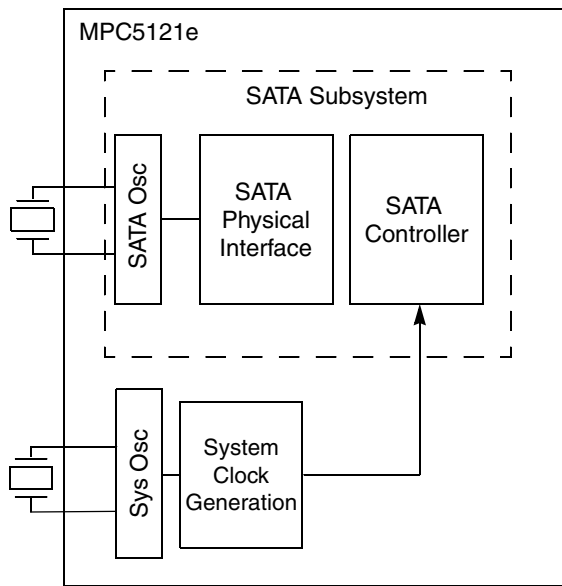 MPC5121e
SATA Subsystem
SATA Osc
SATA
Physical
Interface
SATA
Controller
Sys Osc
System
Clock
Generation